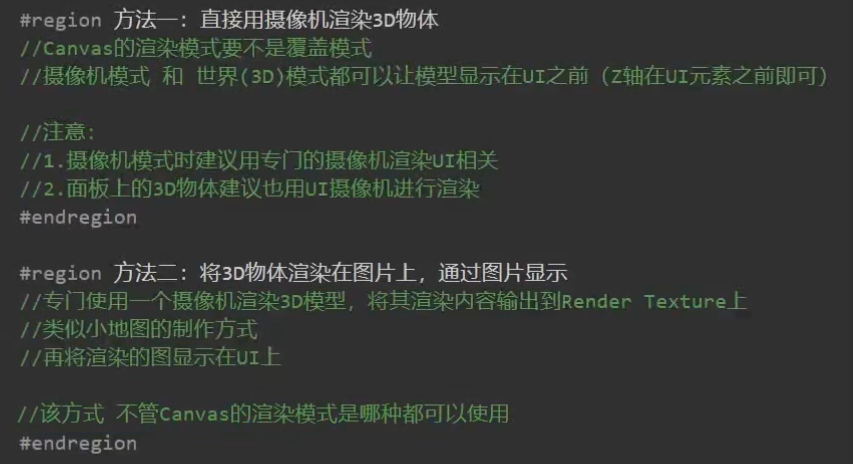 #region 方法一：直接用摄像机渲染3D物体
//Canvas的渲染模式要不是覆盖模式
//摄像机模式 和 世界(3D)模式都可以让模型显示在UI之前（Z轴在UI元素之前即可）
//注意：
//1.摄像机模式时建议用专门的摄像机渲染UI相关
//2.面板上的3D物体建议也用UI摄像机进行渲染
#endregion
#region 方法二：将3D物体渲染在图片上，通过图片显示
//专门使用一个摄像机渲染3D模型，将其渲染内容输出到Render Texture上
//类似小地图的制作方式
//再将渲染的图显示在UI上
//该方式 不管Canvas的渲染模式是哪种都可以使用
#endregion